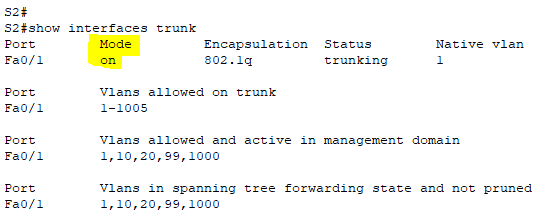 S2#
S2#show interfaces trunk
Port        Mode         Encapsulation  Status        Native vlan
Fa0/1       on           802.1q         trunking      1
Port        Vlans allowed on trunk
Fa0/1       1-1005
Port        Vlans allowed and active in management domain
Fa0/1       1,10,20,99,1000
Port        Vlans in spanning tree forwarding state and not pruned
Fa0/1       1,10,20,99,1000